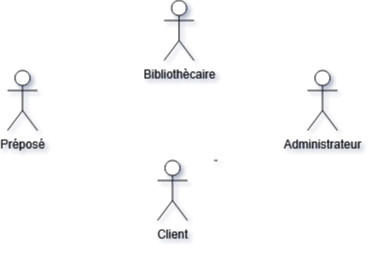 Bibliothècaire
Préposé
Administrateur
Client